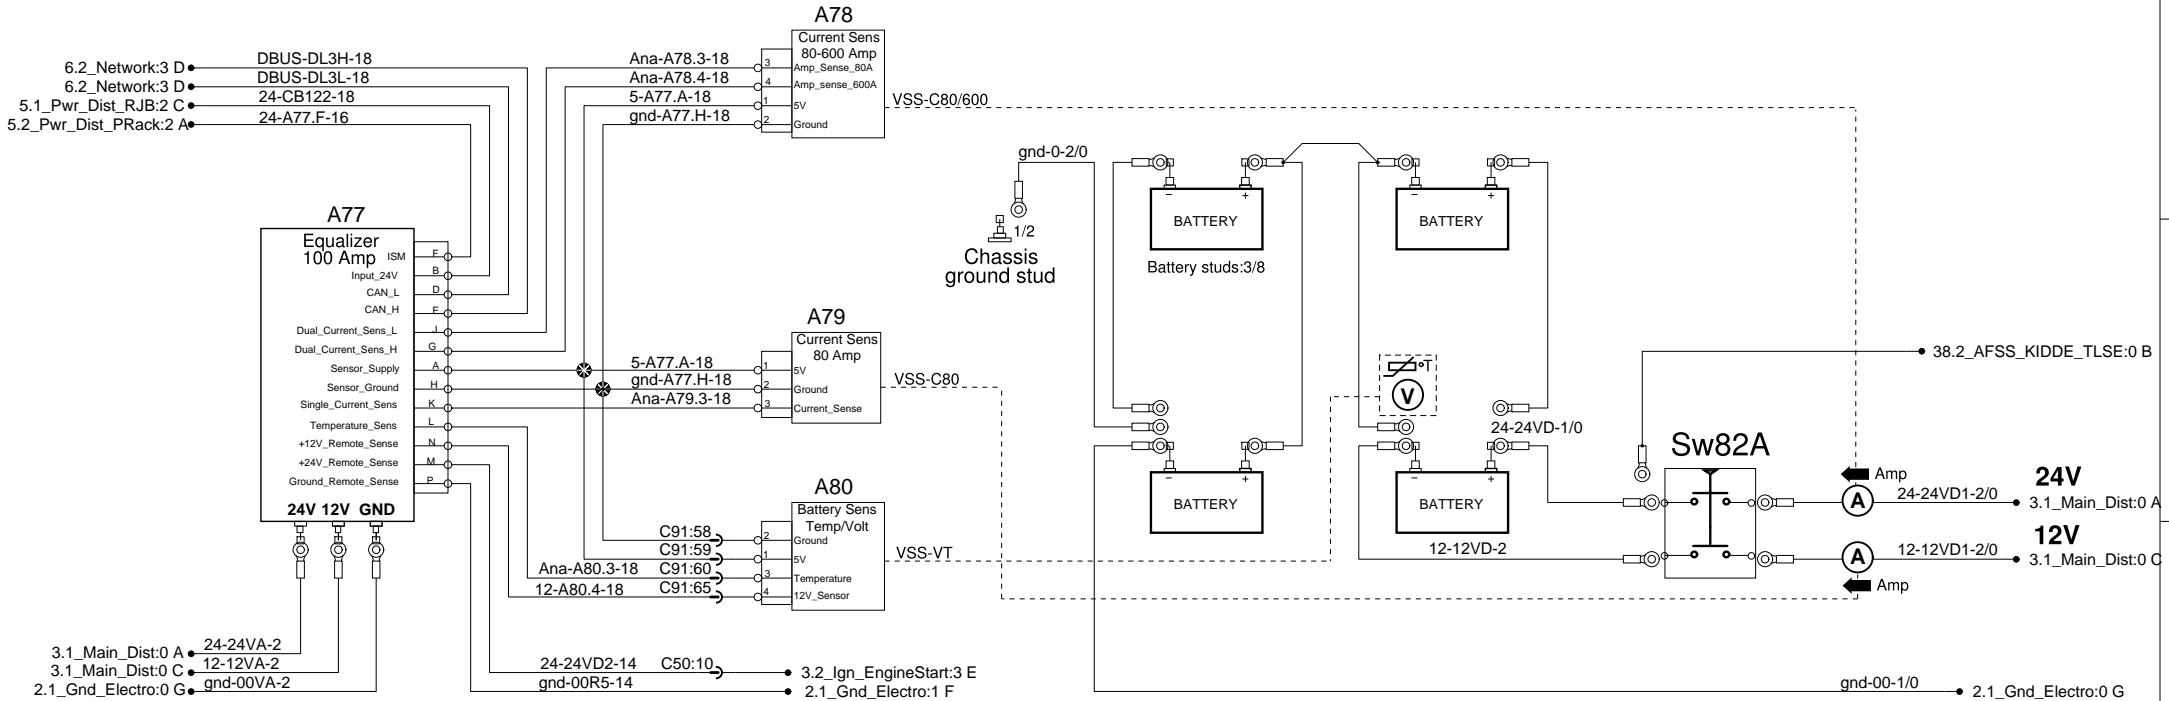 6.2_Network:3 D
DBUS-DL3H-18
6.2_Network:3 D
DBUS-DL3L-18
5.1_Pwr_Dist_RJB:2 C
24-CB122-18
5.2_Pwr_Dist_PRack:2 A
24-A77.F-16
A77
Equalizer
100 Amp
ISM
F
Input_24V
B
CAN_L
D
CAN_H
E
Dual_Current_Sens_L
J
Dual_Current_Sens_H
G
Sensor_Supply
A
Sensor_Ground
H
Single_Current_Sens
K
Temperature_Sens
L
+12V_Remote_Sense
N
+24V_Remote_Sense
M
Ground_Remote_Sense
P
24V 12V GND
3.1_Main_Dist:0 A
24-24VA-2
3.1_Main_Dist:0 C
12-12VA-2
2.1_Gnd_Electro:0 G
gnd-00VA-2
A78
Current Sens
80-600 Amp
Ana-A78.3-18
3
Amp_Sense_80A
Ana-A78.4-18
4
Amp_sense_600A
5-A77.A-18
1
5V
gnd-A77.H-18
2
Ground
VSS-C80/600
A79
Current Sens
80 Amp
5-A77.A-18
1
5V
gnd-A77.H-18
2
Ground
Ana-A79.3-18
3
Current_Sense
VSS-C80
A80
Battery Sens
Temp/Volt
C91:58
2
Ground
C91:59
1
5V
Ana-A80.3-18
C91:60
3
Temperature
12-A80.4-18
C91:65
4
12V_Sensor
VSS-VT
24-24VD2-14
C50:10
3.2_Ign_EngineStart:3 E
gnd-00R5-14
2.1_Gnd_Electro:1 F
gnd-0-2/0
1/2
Chassis
ground stud
− +
BATTERY
Battery studs:3/8
− +
BATTERY
°T
V
24-24VD-1/0
− +
BATTERY
− +
BATTERY
12-12VD-2
38.2_AFSS_KIDDE_TLSE:0 B
Sw82A
Amp
24V
A
24-24VD1-2/0
3.1_Main_Dist:0 A
12V
A
12-12VD1-2/0
3.1_Main_Dist:0 C
Amp
gnd-00-1/0
2.1_Gnd_Electro:0 G